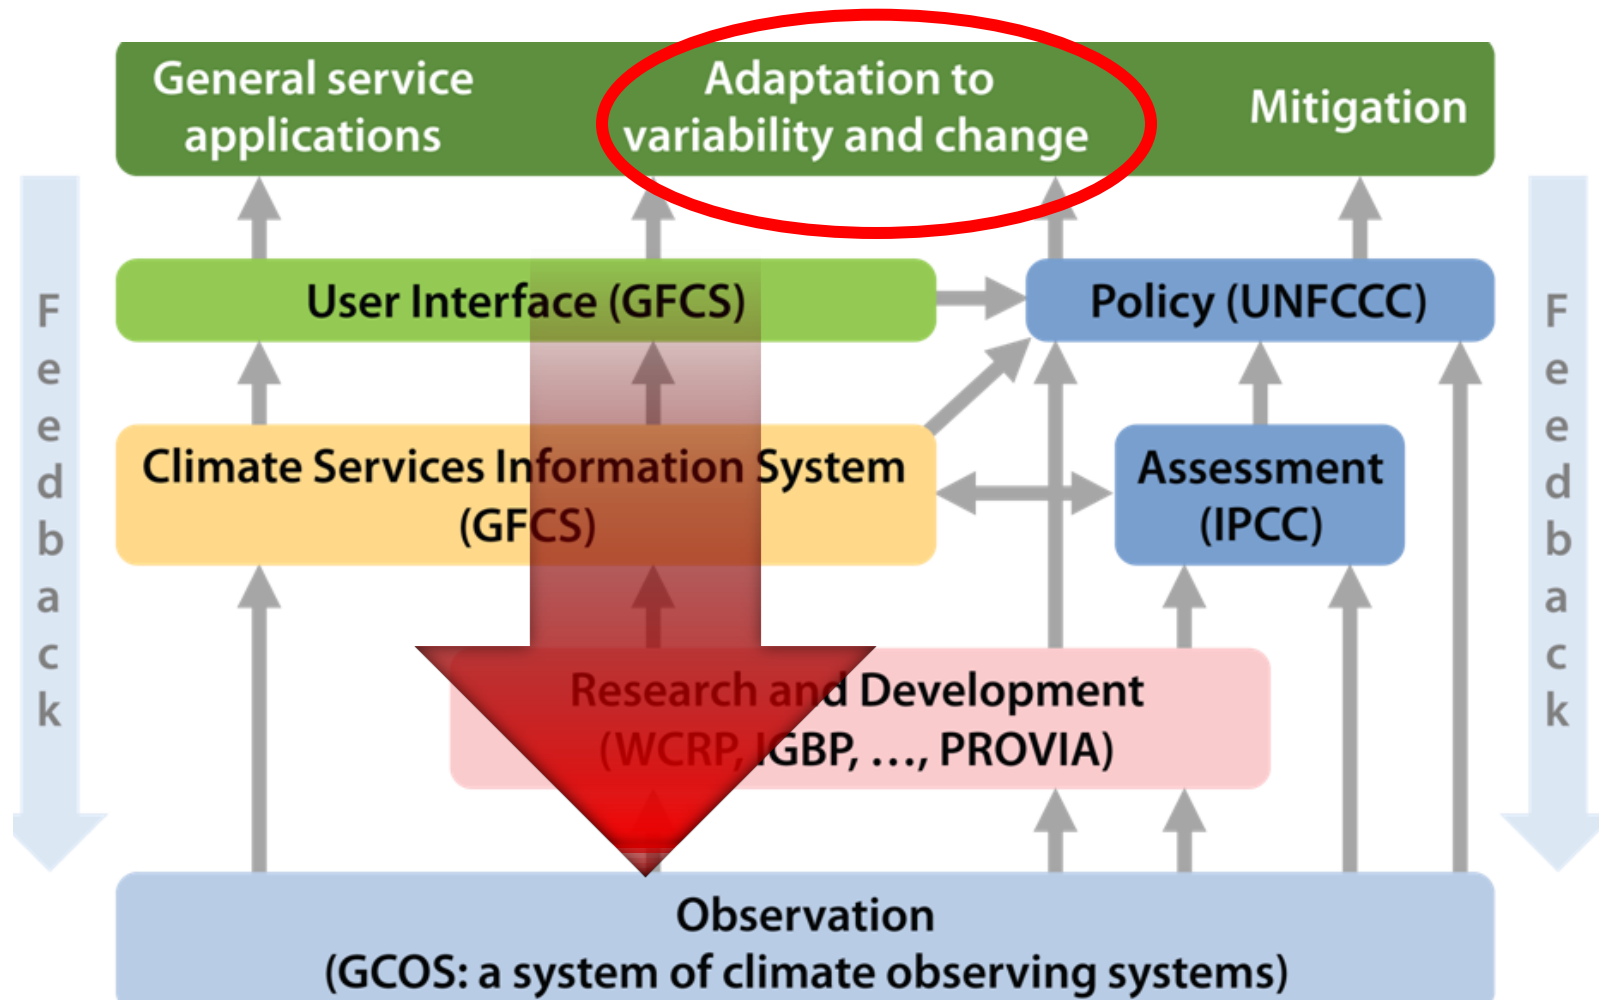 General service
applications
Adaptation to
variability and change
Mitigation
User Interface (GFCS)
Policy (UNFCCC)
Climate Services Information System
(GFCS)
Assessment
(IPCC)
Research and Development
(WCRP, IGBP, …, PROVIA)
Observation
(GCOS: a system of climate observing systems)
Feedback
Feedback